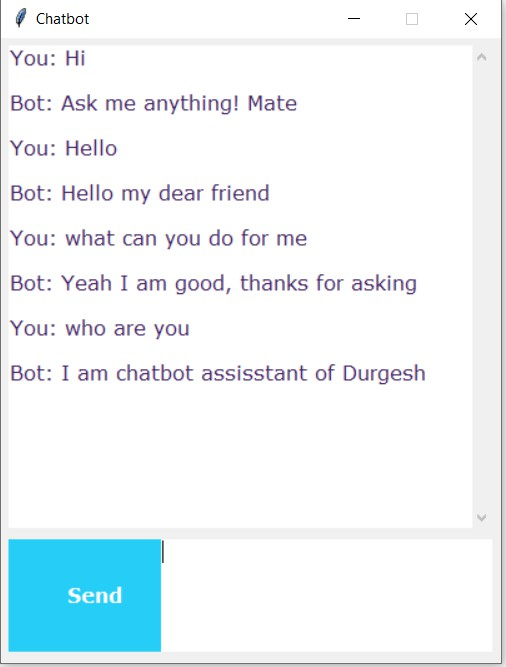 Chatbot
You: Hi
Bot: Ask me anything! Mate
You: Hello
Bot: Hello my dear friend
You: what can you do for me
Bot: Yeah I am good, thanks for asking
You: who are you
Bot: I am chatbot assisstant of Durgesh
Send